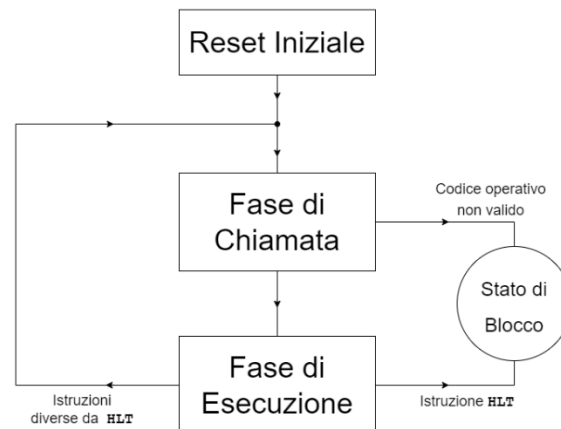 Reset Iniziale
Codice operativo
non valido
Fase di
Chiamata
Stato di
Blocco
Fase di
Esecuzione
Istruzioni
diverse da HLT
Istruzione HLT